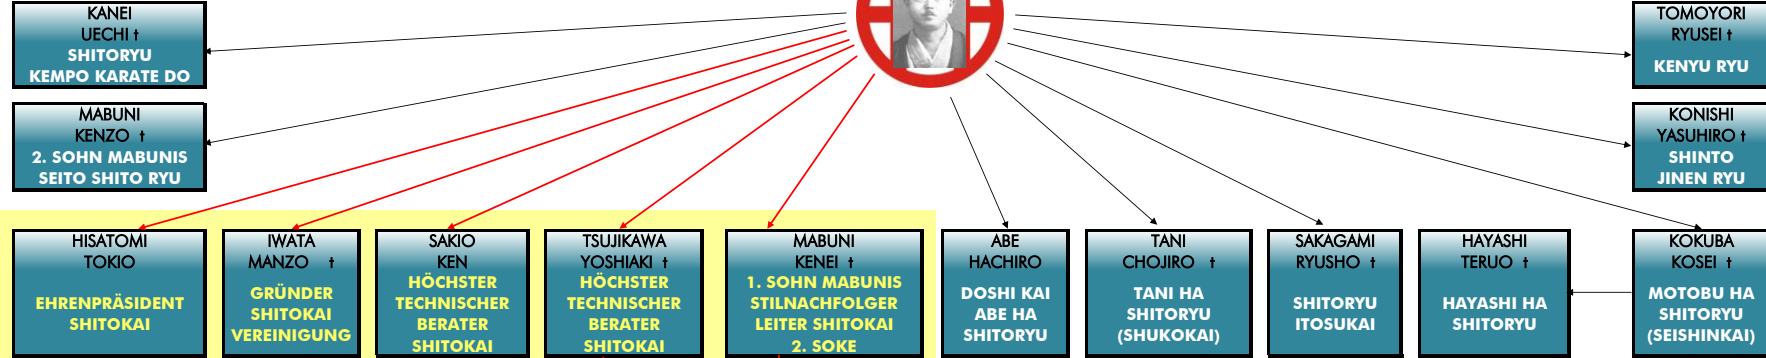 KANEI
UECHI †
SHITORYU
KEMPO KARATE DO
TOMOYORI
RYUSEI †
KENYU RYU
MABUNI
KENZO †
2. SOHN MABUNIS
SEITO SHITO RYU
KONISHI
YASUHIRO †
SHINTO
JINEN RYU
HISATOMI
TOKIO
EHRENPRÄSIDENT
SHITOKAI
IWATA
MANZO †
GRÜNDER
SHITOKAI
VEREINIGUNG
SAKIO
KEN
HÖCHSTER
TECHNISCHER
BERATER
SHITOKAI
TSUJIKAWA
YOSHIAKI †
HÖCHSTER
TECHNISCHER
BERATER
SHITOKAI
MABUNI
KENEI †
1. SOHN MABUNIS
STILNACHFOLGER
LEITER SHITOKAI
2. SOKE
ABE
HACHIRO
DOSHI KAI
ABE HA
SHITORYU
TANI
CHOJIRO †
TANI HA
SHITORYU
(SHUKOKAI)
SAKAGAMI
RYUSHO †
SHITORYU
ITOSUKAI
HAYASHI
TERUO †
HAYASHI HA
SHITORYU
KOKUBA
KOSEI †
MOTOBU HA
SHITORYU
(SEISHINKAI)